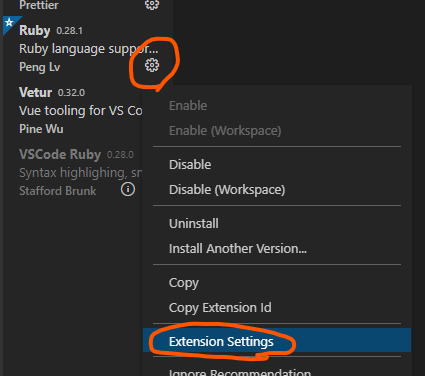 Prettier
Ruby 0.28.1
Ruby language suppor...
Peng Lv
Vetur 0.32.0
Vue tooling for VS Co
Pine Wu
VSCode Ruby 0.28.0
Syntax highlighing, sn
Stafford Brunk
Enable
Enable (Workspace)
Disable
Disable (Workspace)
Uninstall
Install Another Version...
Copy
Copy Extension Id
Extension Settings
Ignore Recommendation